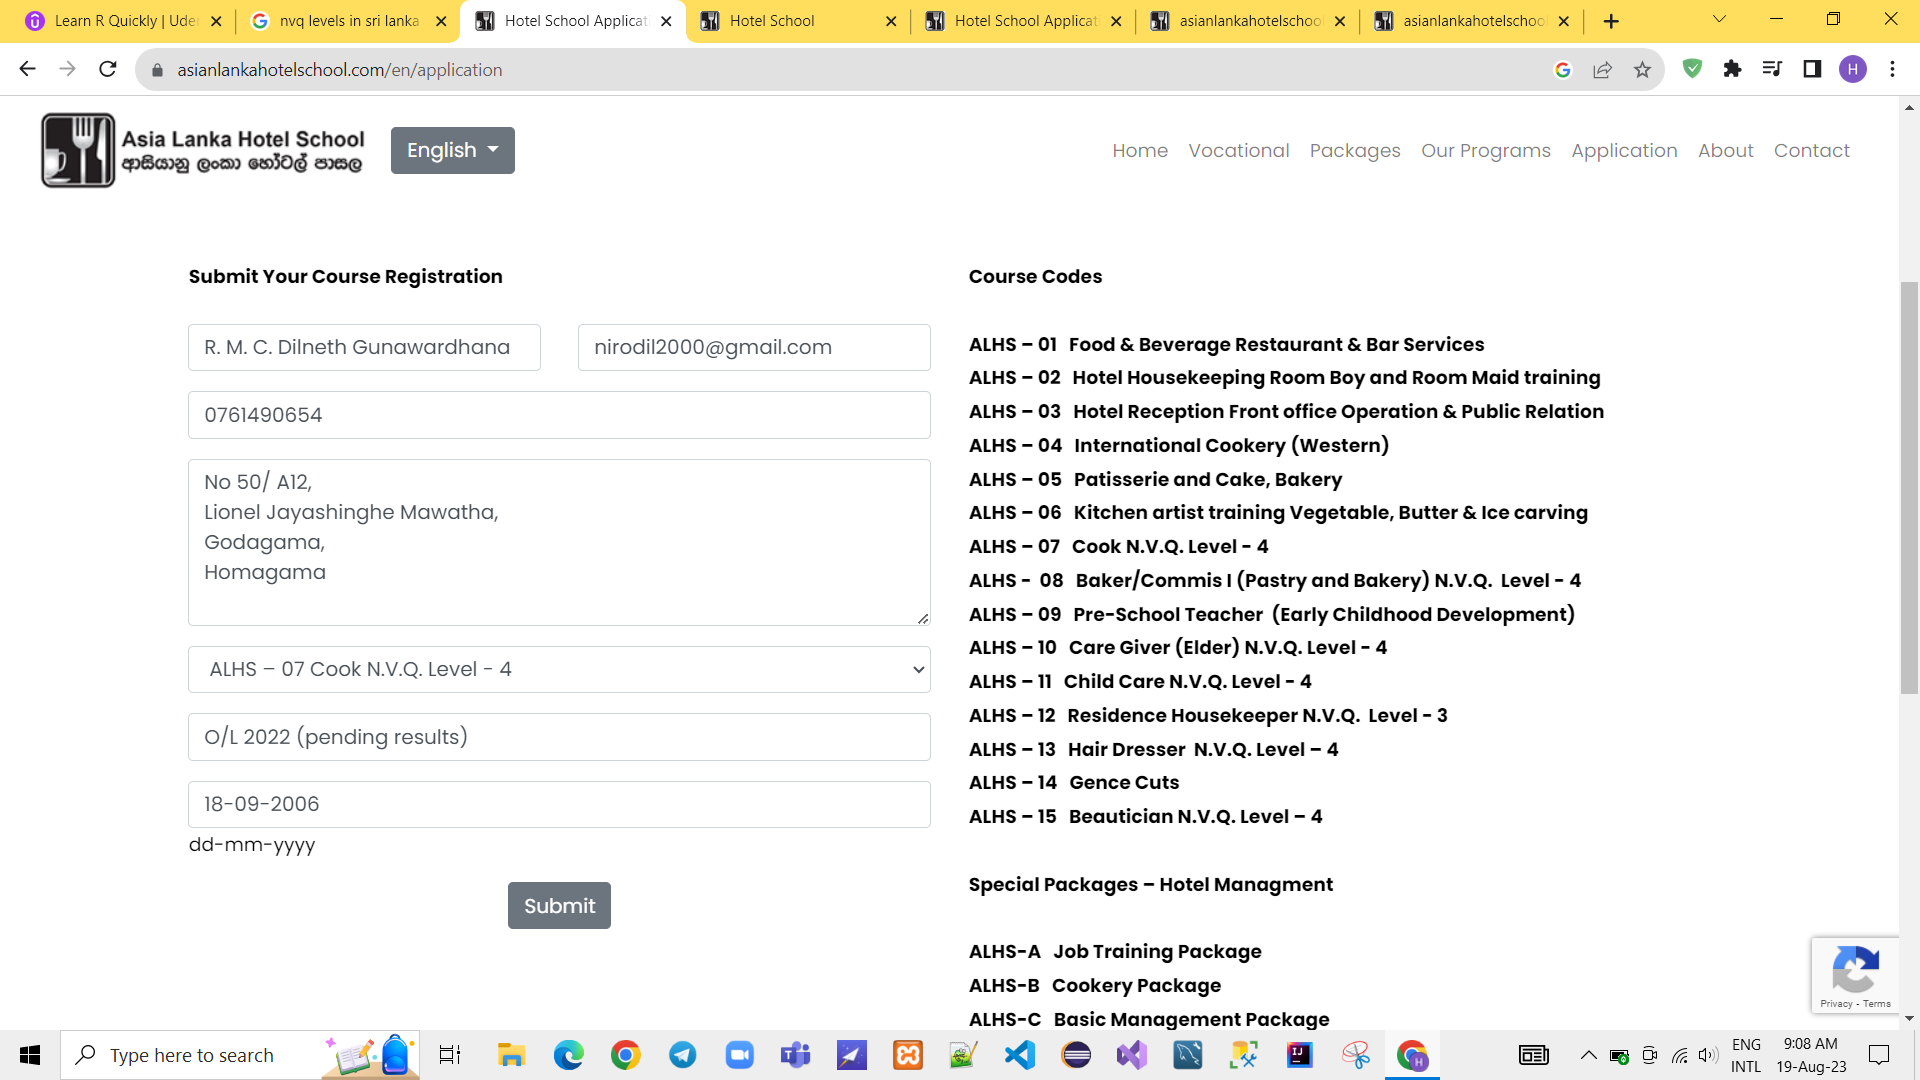 Learn R Quickly | Uder
nvq levels in sri lanka
Hotel School Applicat
Hotel School
Hotel School Applicat
asianlankahotelschool
asianlankahotelschool
asianlankahotelschool.com/en/application
H
Asia Lanka Hotel School
ආසියානු ලංකා හෝටල් පාසල
English
Home Vocational Packages Our Programs Application About Contact
Submit Your Course Registration
R. M. C. Dilneth Gunawardhana
nirodil2000@gmail.com
0761490654
No 50/ A12,
Lionel Jayashinghe Mawatha,
Godagama,
Homagama
ALHS – 07 Cook N.V.Q. Level - 4
O/L 2022 (pending results)
18-09-2006
dd-mm-yyyy
Submit
Course Codes
ALHS – 01 Food & Beverage Restaurant & Bar Services
ALHS – 02 Hotel Housekeeping Room Boy and Room Maid training
ALHS – 03 Hotel Reception Front office Operation & Public Relation
ALHS – 04 International Cookery (Western)
ALHS – 05 Patisserie and Cake, Bakery
ALHS – 06 Kitchen artist training Vegetable, Butter & Ice carving
ALHS – 07 Cook N.V.Q. Level - 4
ALHS - 08 Baker/Commis I (Pastry and Bakery) N.V.Q. Level - 4
ALHS – 09 Pre-School Teacher (Early Childhood Development)
ALHS – 10 Care Giver (Elder) N.V.Q. Level - 4
ALHS – 11 Child Care N.V.Q. Level - 4
ALHS – 12 Residence Housekeeper N.V.Q. Level - 3
ALHS – 13 Hair Dresser N.V.Q. Level – 4
ALHS – 14 Gence Cuts
ALHS – 15 Beautician N.V.Q. Level – 4
Special Packages – Hotel Managment
ALHS-A Job Training Package
ALHS-B Cookery Package
ALHS-C Basic Management Package
Privacy - Terms
Type here to search
ENG
INTL
9:08 AM
19-Aug-23